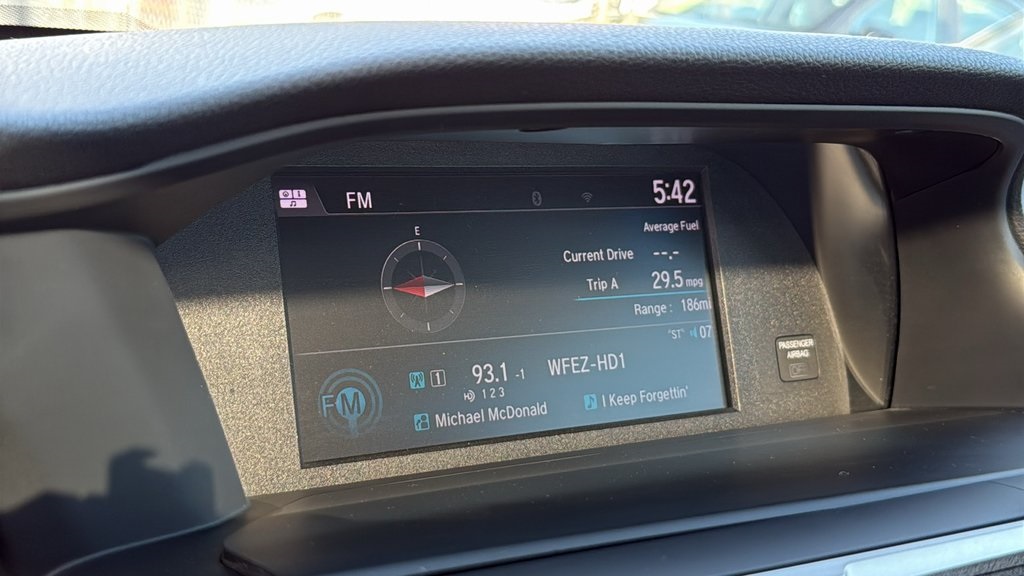 FM 5:42
E
Average Fuel
Current Drive --.-
Trip A 29.5 mpg
Range : 186mi
"ST" 07
1 93.1 -1 WFEZ-HD1
1 2 3
FM
Michael McDonald I Keep Forgettin'
PASSENGER
AIRBAG